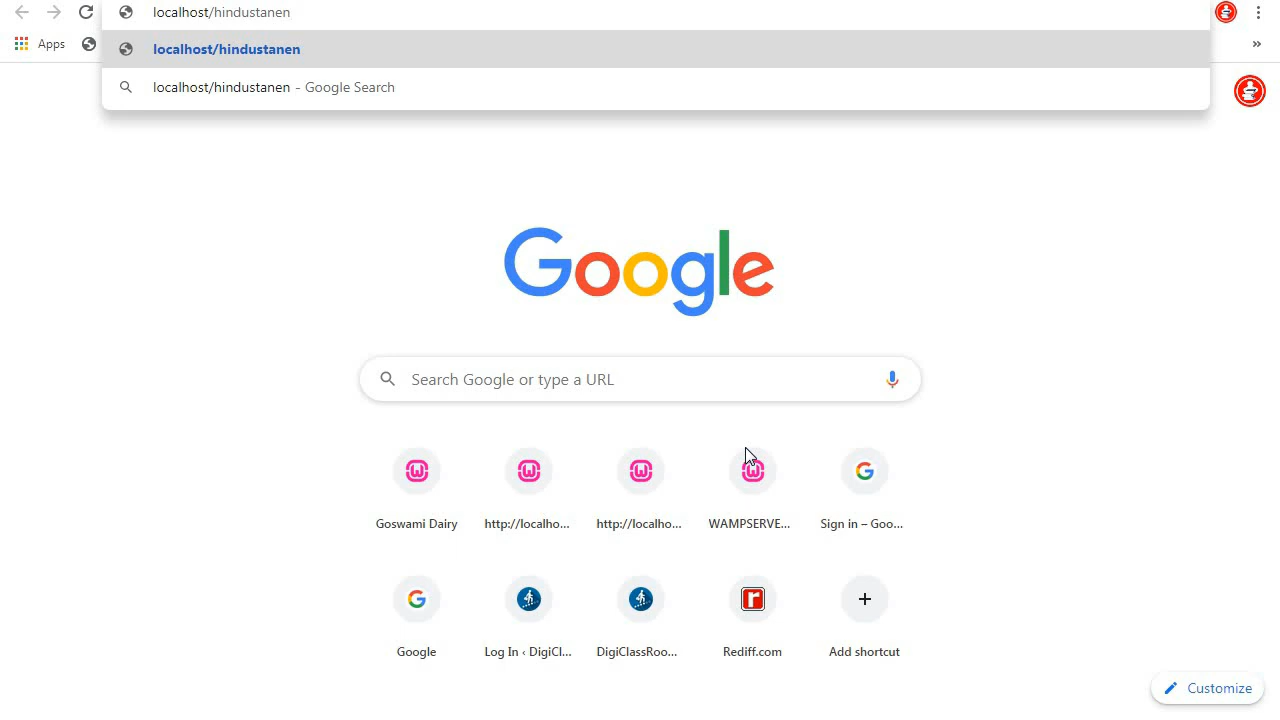 localhost/hindustanen
Apps
localhost/hindustanen
localhost/hindustanen - Google Search
Google
Search Google or type a URL
Goswami Dairy
http://localho...
http://localho...
WAMPSERVE...
Sign in – Goo...
Google
Log In ‹ DigiCl...
DigiClassRoo...
Rediff.com
Add shortcut
Customize